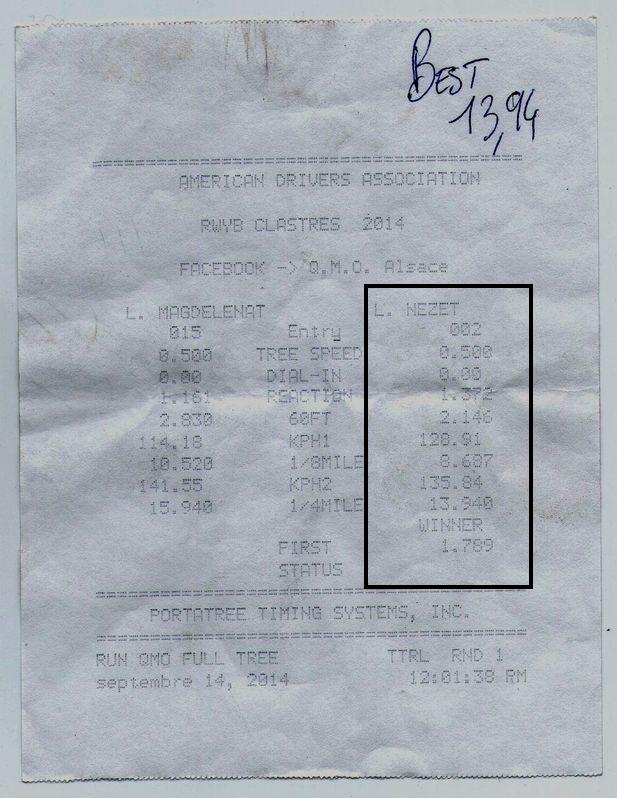 BEST
13,94
AMERICAN DRIVERS ASSOCIATION
RWYB CLASTRES 2014
FACEBOOK -> Q.M.O. Alsace
L. MAGDELENAT L. NEZET
015 Entry 002
0.500 TREE SPEED 0.500
0.00 DIAL-IN 0.00
1.161 REACTION 1.372
2.830 60FT 2.146
114.18 KPH1 128.91
10.520 1/8MILE 8.687
141.55 KPH2 135.84
15.940 1/4MILE 13.940
WINNER
FIRST 1.789
STATUS
PORTATREE TIMING SYSTEMS, INC.
RUN QMO FULL TREE TTRL RND 1
septembre 14, 2014 12:01:38 PM